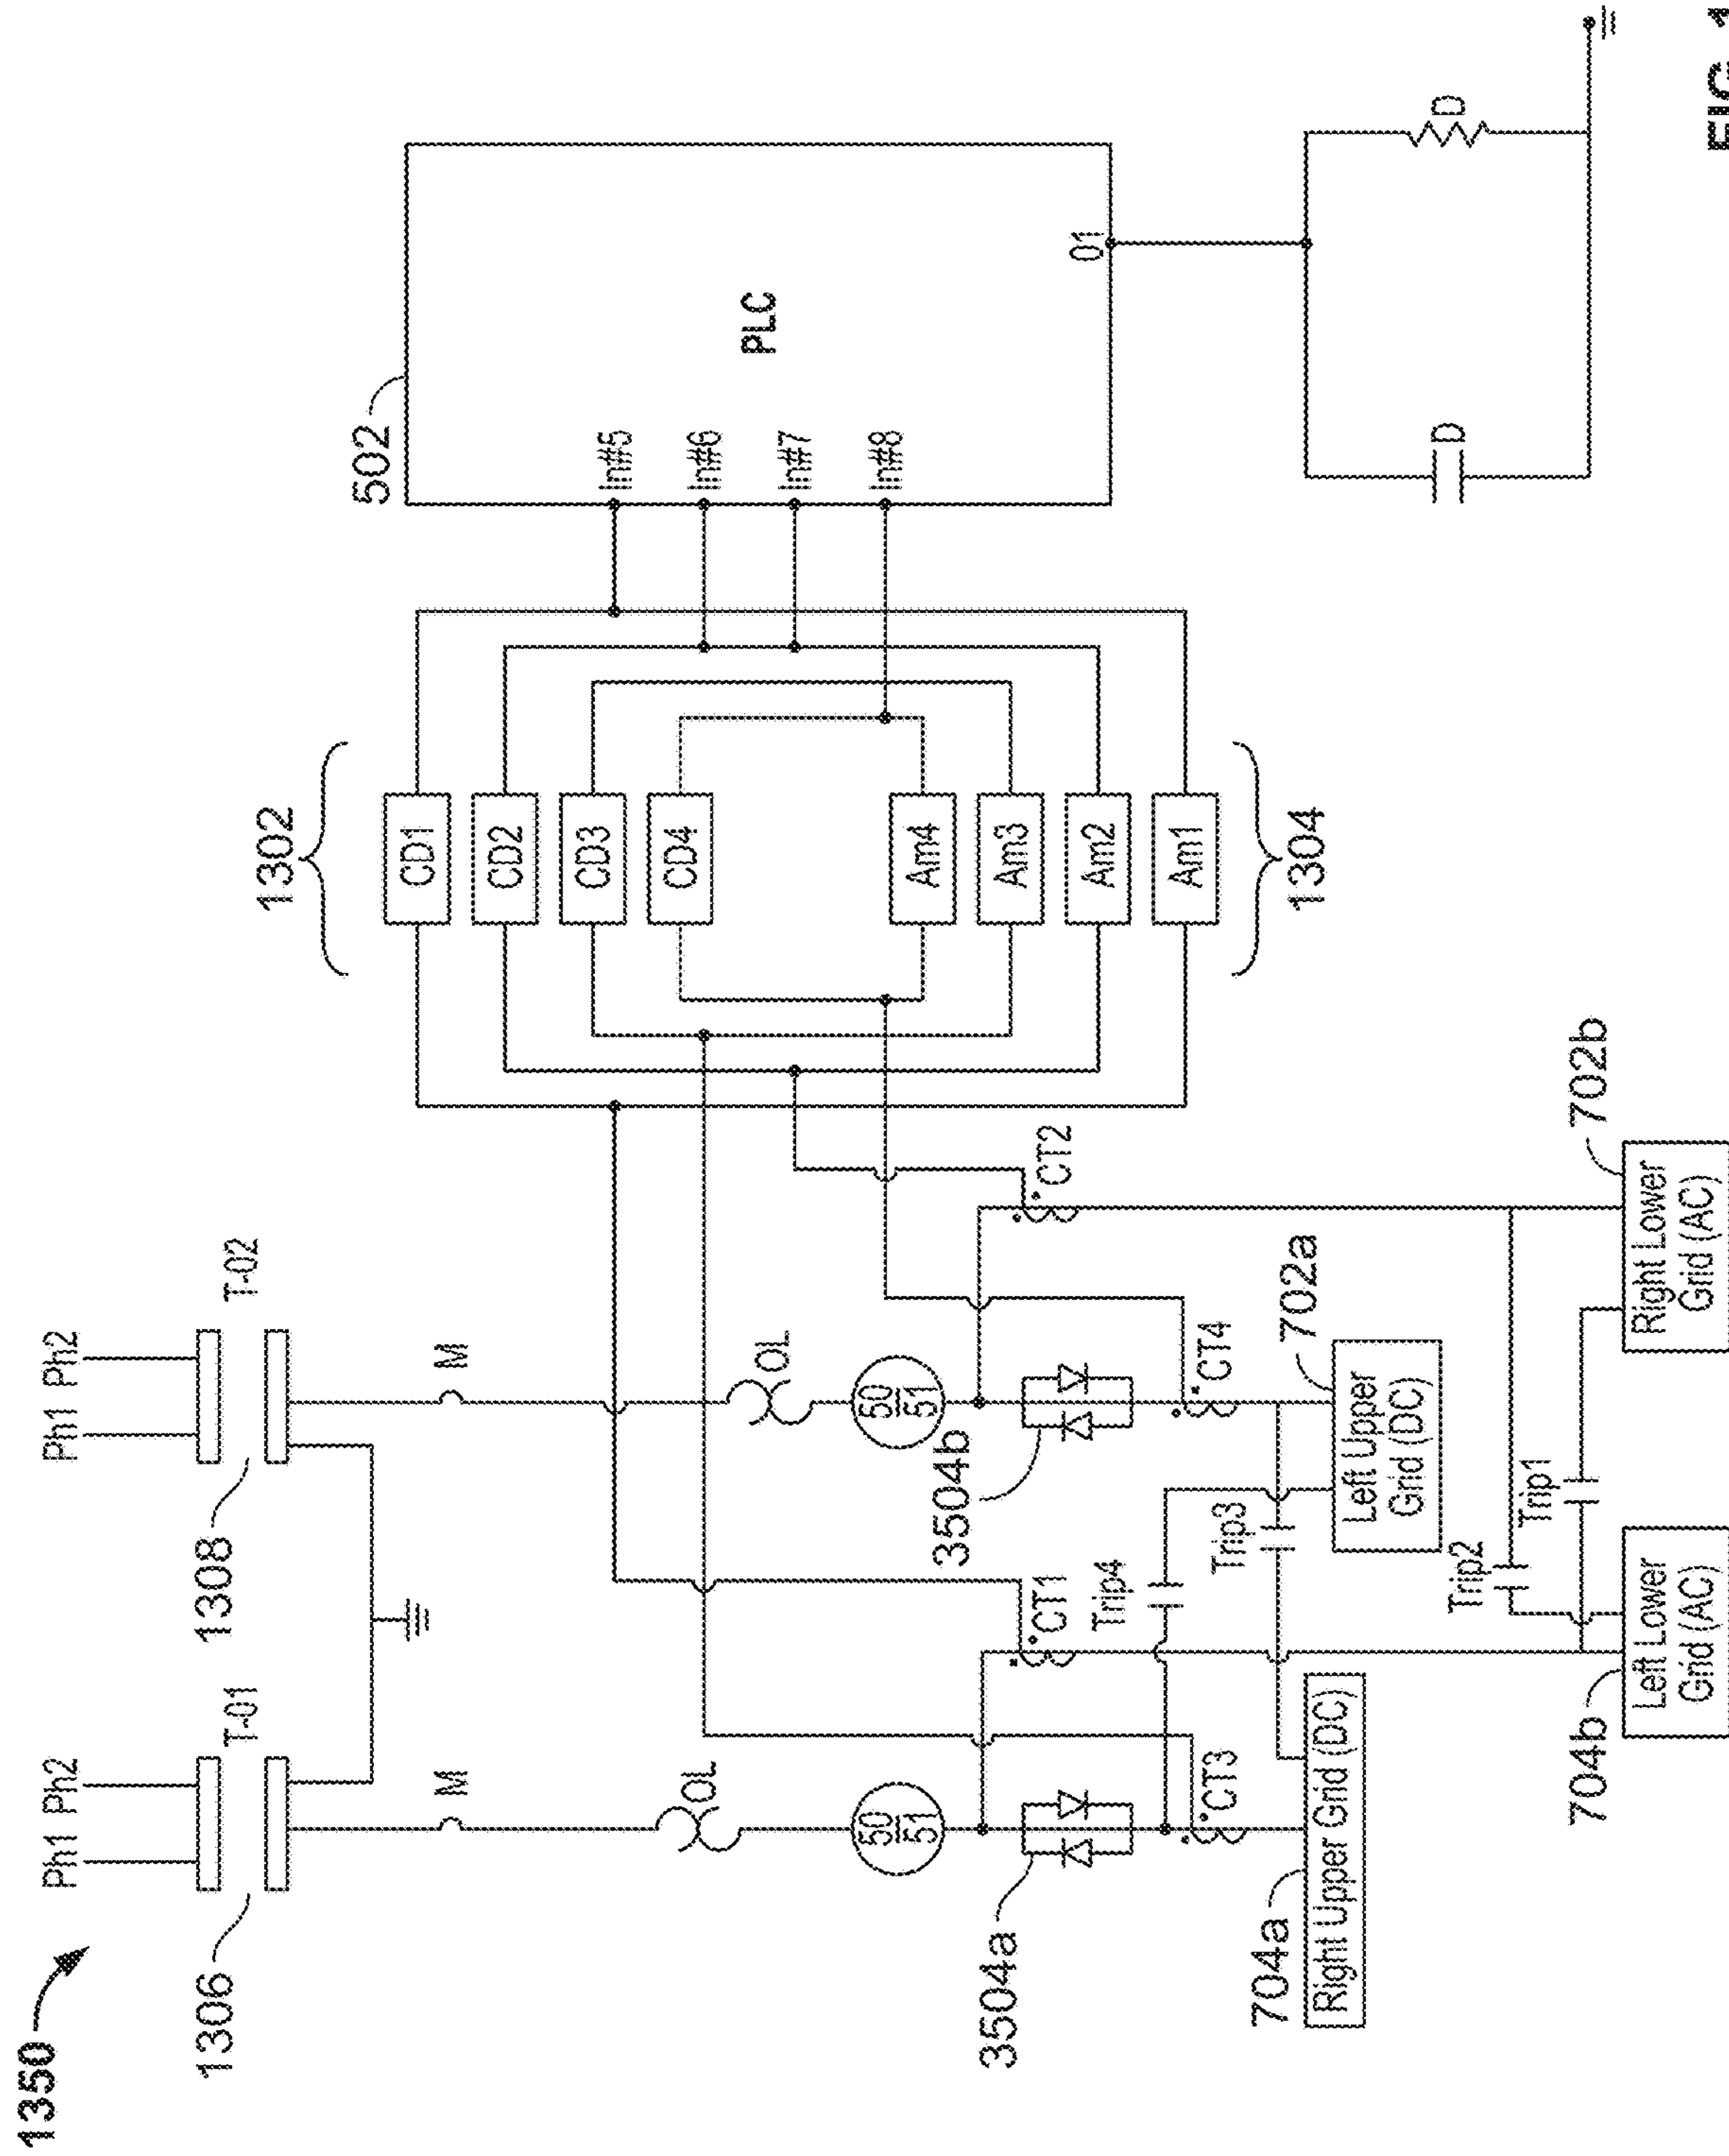 1350
Ph1 Ph2
T-01
1306
Ph1 Ph2
T-02
1308
M
M
OL
OL
50
51
50
51
3504a
3504b
CT1
CT2
CT3
CT4
Trip4
Trip3
Trip2
Trip1
704a
Right Upper Grid (DC)
702a
Left Upper
Grid (DC)
704b
Left Lower
Grid (AC)
702b
Right Lower
Grid (AC)
1302
CD1
CD2
CD3
CD4
Am4
Am3
Am2
Am1
1304
502
In#5
In#6
In#7
In#8
PLC
01
D
D